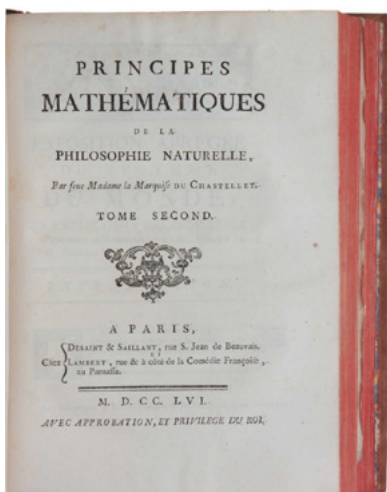 PRINCIPES
MATHÉMATIQUES
DE LA
PHILOSOPHIE NATURELLE,
Par feue Madame la Marquise DU CHASTELLET.
TOME SECOND.
A PARIS,
DESAINT & SAILLANT, rue S. Jean de Beauvais.
Chez ET
LAMBERT, rue & à côté de la Comédie Françoise,
au Parnasse.
M. D. CC. LVI.
AVEC APPROBATION, ET PRIVILEGE DU ROI.